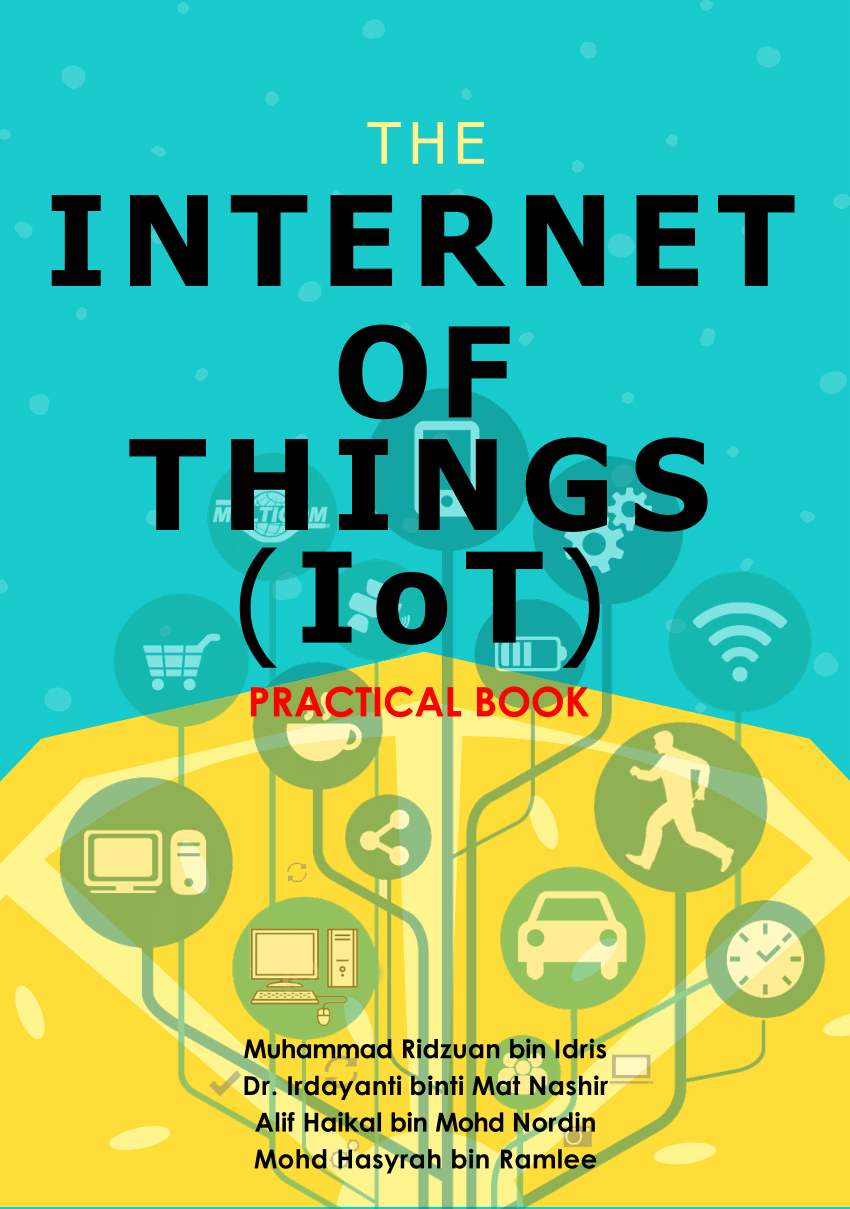 THE
INTERNET
OF
THINGS
MULTICOM
(IoT)
PRACTICAL BOOK
Muhammad Ridzuan bin Idris
Dr. Irdayanti binti Mat Nashir
Alif Haikal bin Mohd Nordin
Mohd Hasyrah bin Ramlee